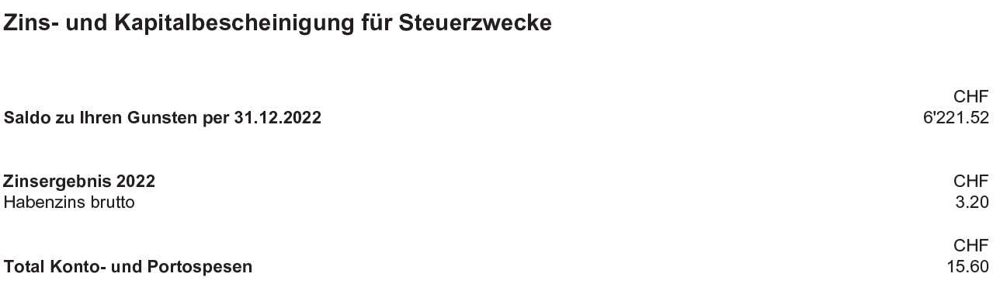 Zins- und Kapitalbescheinigung für Steuerzwecke
CHF
Saldo zu Ihren Gunsten per 31.12.2022 6'221.52
Zinsergebnis 2022 CHF
Habenzins brutto 3.20
CHF
Total Konto- und Portospesen 15.60